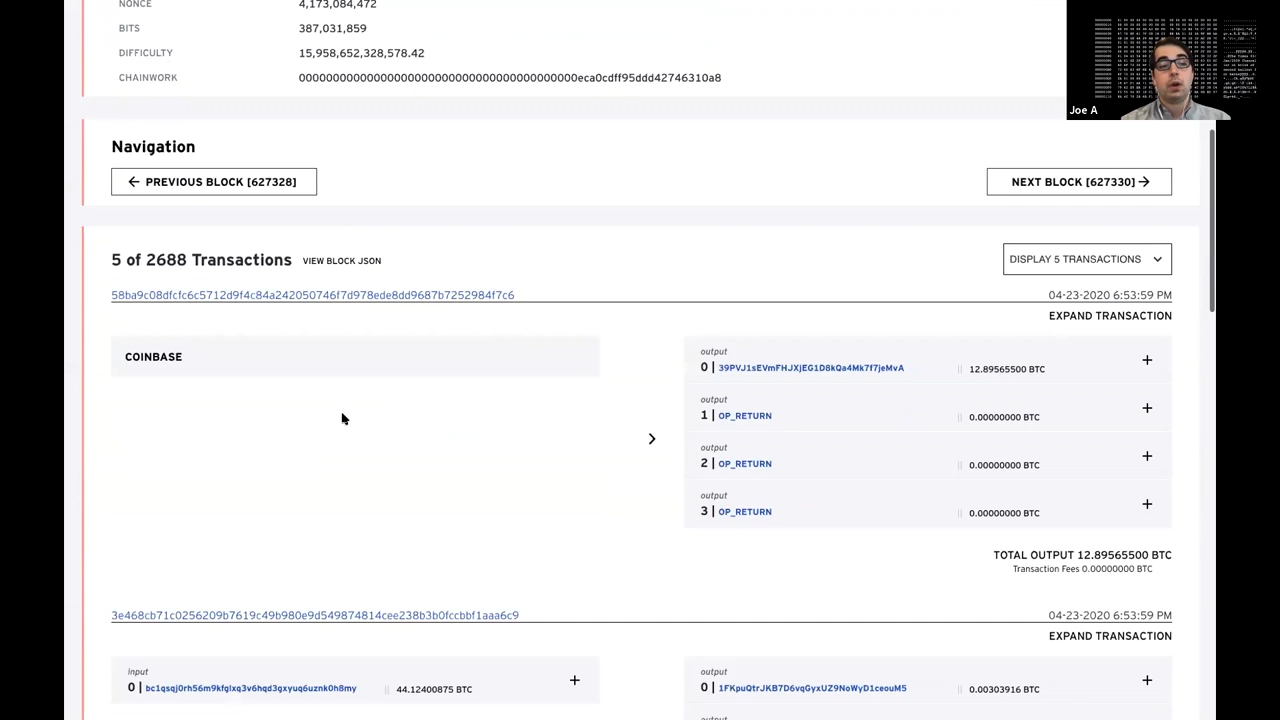 NONCE 4,173,084,472
BITS 387,031,859
DIFFICULTY 15,958,652,328,578.42
CHAINWORK 0000000000000000000000000000000000000000000eca0cdff95ddd42746310a8
Joe A
Navigation
← PREVIOUS BLOCK [627328]
NEXT BLOCK [627330] →
5 of 2688 Transactions VIEW BLOCK JSON
DISPLAY 5 TRANSACTIONS
58ba9c08dfcfc6c5712d9f4c84a242050746f7d978ede8dd9687b7252984f7c6 04-23-2020 6:53:59 PM
EXPAND TRANSACTION
COINBASE
output
0 | 39PVJ1sEVmFHJXjEG1D8kQa4Mk7f7jeMvA || 12.89565500 BTC +
output
1 | OP_RETURN || 0.00000000 BTC +
output
2 | OP_RETURN || 0.00000000 BTC +
output
3 | OP_RETURN || 0.00000000 BTC +
>
TOTAL OUTPUT 12.89565500 BTC
Transaction Fees 0.00000000 BTC
3e468cb71c0256209b7619c49b980e9d549874814cee238b3b0fccbbf1aaa6c9 04-23-2020 6:53:59 PM
EXPAND TRANSACTION
input
0 | bc1qsqj0rh56m9kfglxq3v6hqd3gxyuq6uznk0h8my || 44.12400875 BTC +
output
0 | 1FKpuQtrJKB7D6vqGyxUZ9NoWyD1ceouM5 || 0.00303916 BTC +